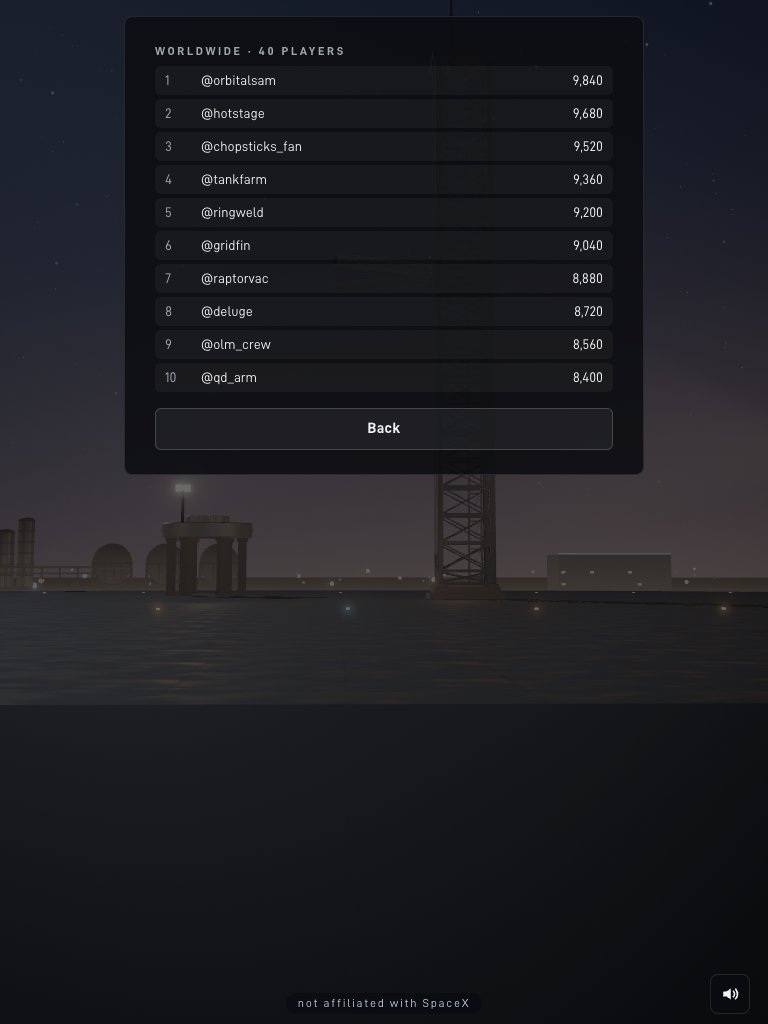 WORLDWIDE · 40 PLAYERS
1 @orbitalsam 9,840
2 @hotstage 9,680
3 @chopsticks_fan 9,520
4 @tankfarm 9,360
5 @ringweld 9,200
6 @gridfin 9,040
7 @raptorvac 8,880
8 @deluge 8,720
9 @olm_crew 8,560
10 @qd_arm 8,400
Back
not affiliated with SpaceX